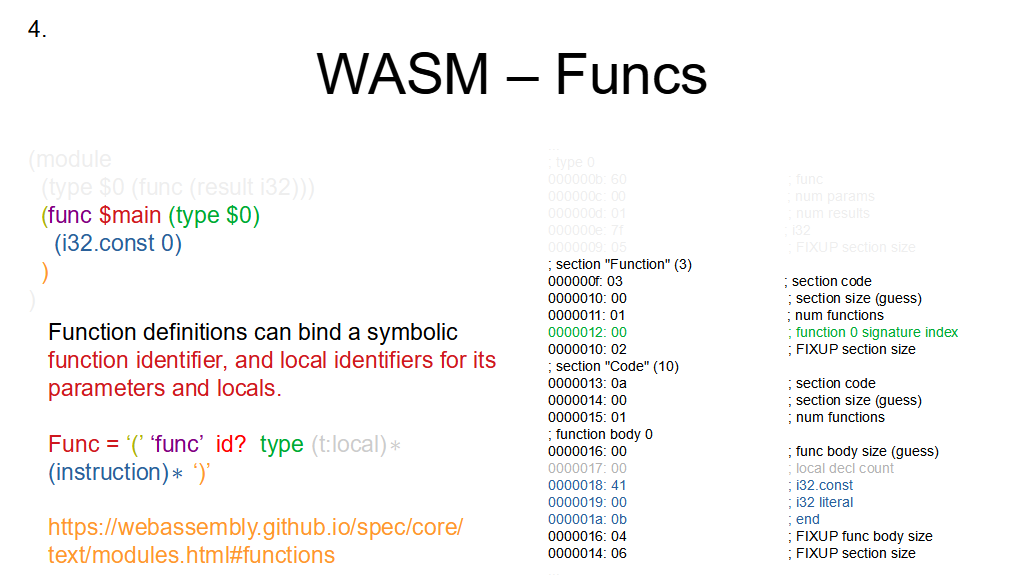 4.
WASM – Funcs
(module
(type $0 (func (result i32)))
(func $main (type $0)
(i32.const 0)
)
)
Function definitions can bind a symbolic
function identifier, and local identifiers for its
parameters and locals.
Func = ‘(’ ‘func’ id? type (t:local)∗
(instruction)∗ ‘)’
https://webassembly.github.io/spec/core/
text/modules.html#functions
; type 0
000000b: 60 ; func
000000c: 00 ; num params
000000d: 01 ; num results
000000e: 7f ; i32
0000009: 05 ; FIXUP section size
; section "Function" (3)
000000f: 03 ; section code
0000010: 00 ; section size (guess)
0000011: 01 ; num functions
0000012: 00 ; function 0 signature index
0000010: 02 ; FIXUP section size
; section "Code" (10)
0000013: 0a ; section code
0000014: 00 ; section size (guess)
0000015: 01 ; num functions
; function body 0
0000016: 00 ; func body size (guess)
0000017: 00 ; local decl count
0000018: 41 ; i32.const
0000019: 00 ; i32 literal
000001a: 0b ; end
0000016: 04 ; FIXUP func body size
0000014: 06 ; FIXUP section size